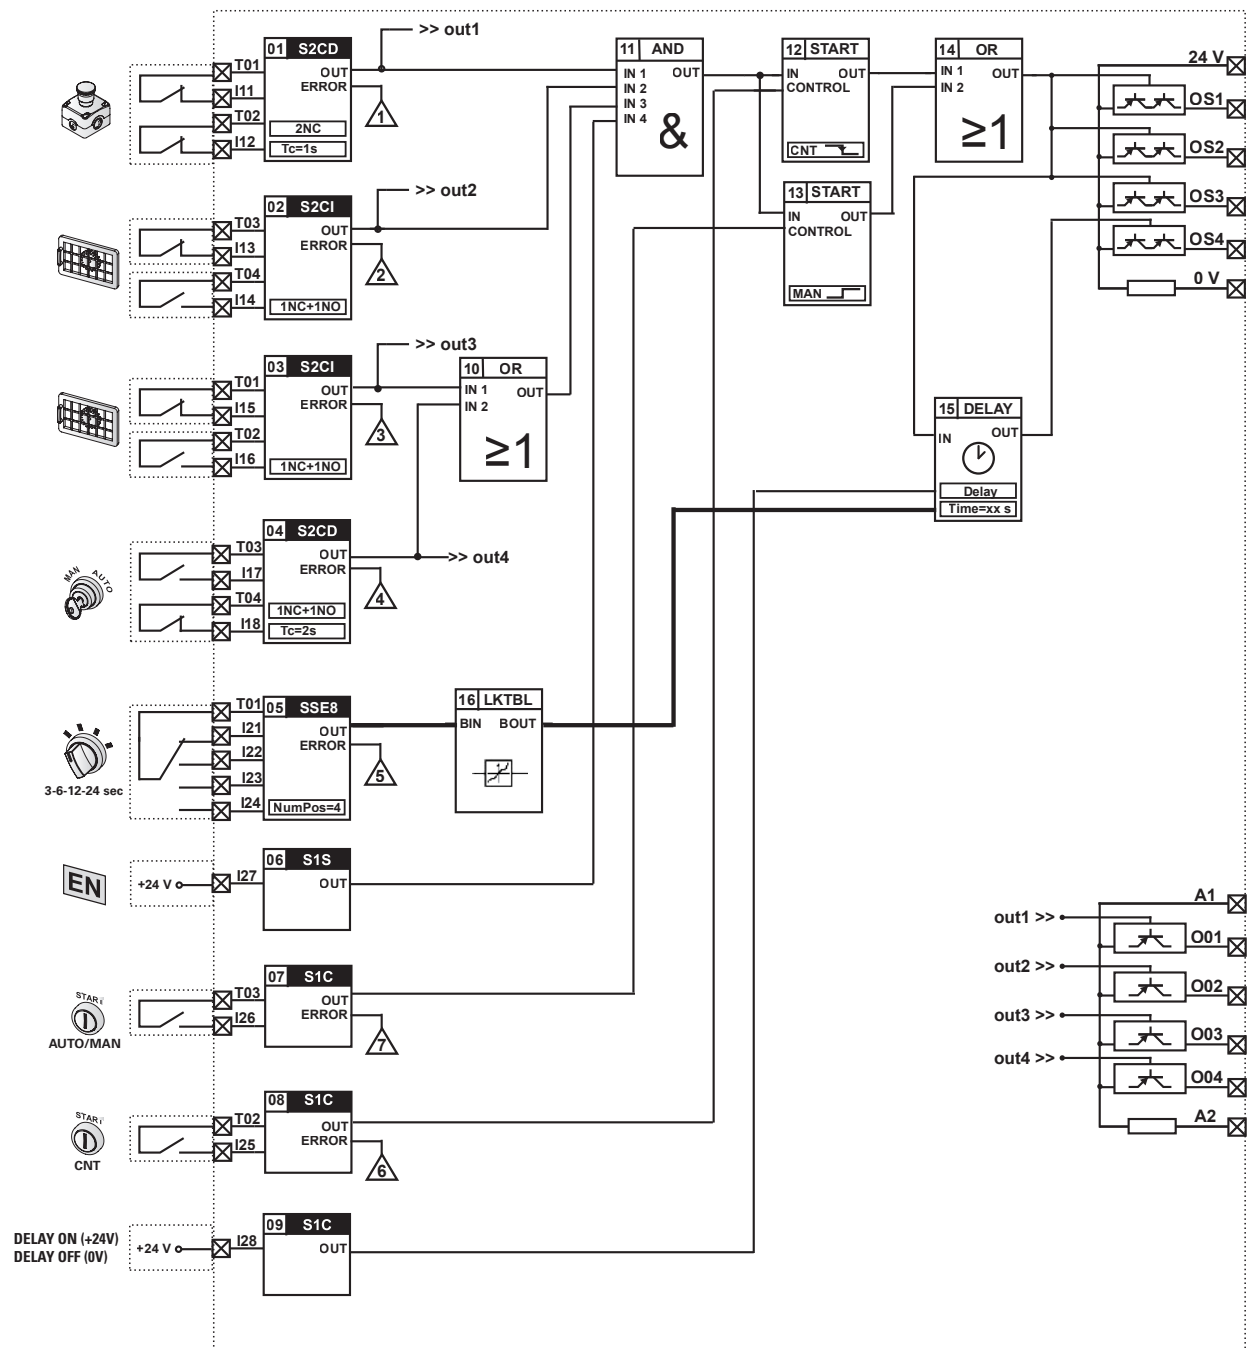 01 S2CD
T01
I11
T02
I12
OUT
ERROR
2NC
Tc=1s
1
>> out1
02 S2CI
T03
I13
T04
I14
OUT
ERROR
1NC+1NO
2
>> out2
03 S2CI
T01
I15
T02
I16
OUT
ERROR
1NC+1NO
3
>> out3
MAN AUTO
04 S2CD
T03
I17
T04
I18
OUT
ERROR
1NC+1NO
Tc=2s
4
>> out4
3-6-12-24 sec
05 SSE8
T01
I21
I22
I23
I24
OUT
ERROR
NumPos=4
5
EN
+24 V
I27
06 S1S
OUT
START
I
AUTO/MAN
T03
I26
07 S1C
OUT
ERROR
7
START
I
CNT
T02
I25
08 S1C
OUT
ERROR
6
DELAY ON (+24V)
DELAY OFF (0V)
+24 V
I28
09 S1C
OUT
10 OR
IN 1
IN 2
OUT
≥1
16 LKTBL
BIN BOUT
11 AND
IN 1 OUT
IN 2
IN 3
IN 4
&
12 START
IN OUT
CONTROL
CNT
13 START
IN OUT
CONTROL
MAN
14 OR
IN 1 OUT
IN 2
≥1
15 DELAY
IN OUT
Delay
Time=xx s
24 V
OS1
OS2
OS3
OS4
0 V
A1
out1 >>
O01
out2 >>
O02
out3 >>
O03
out4 >>
O04
A2